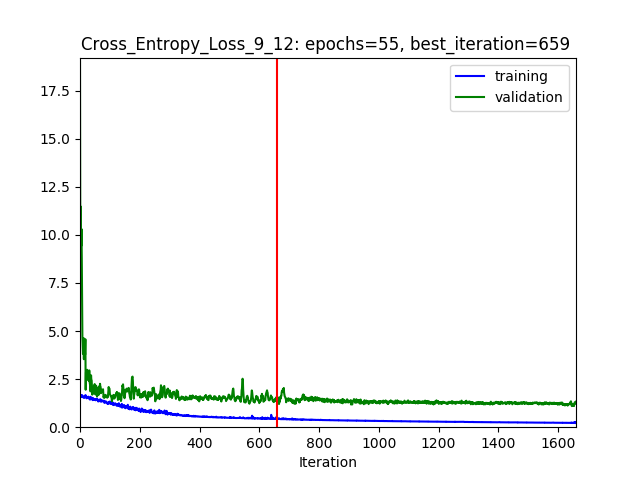 Cross_Entropy_Loss_9_12: epochs=55, best_iteration=659
training
validation
17.5
15.0
12.5
10.0
7.5
5.0
2.5
0.0
0 200 400 600 800 1000 1200 1400 1600
Iteration